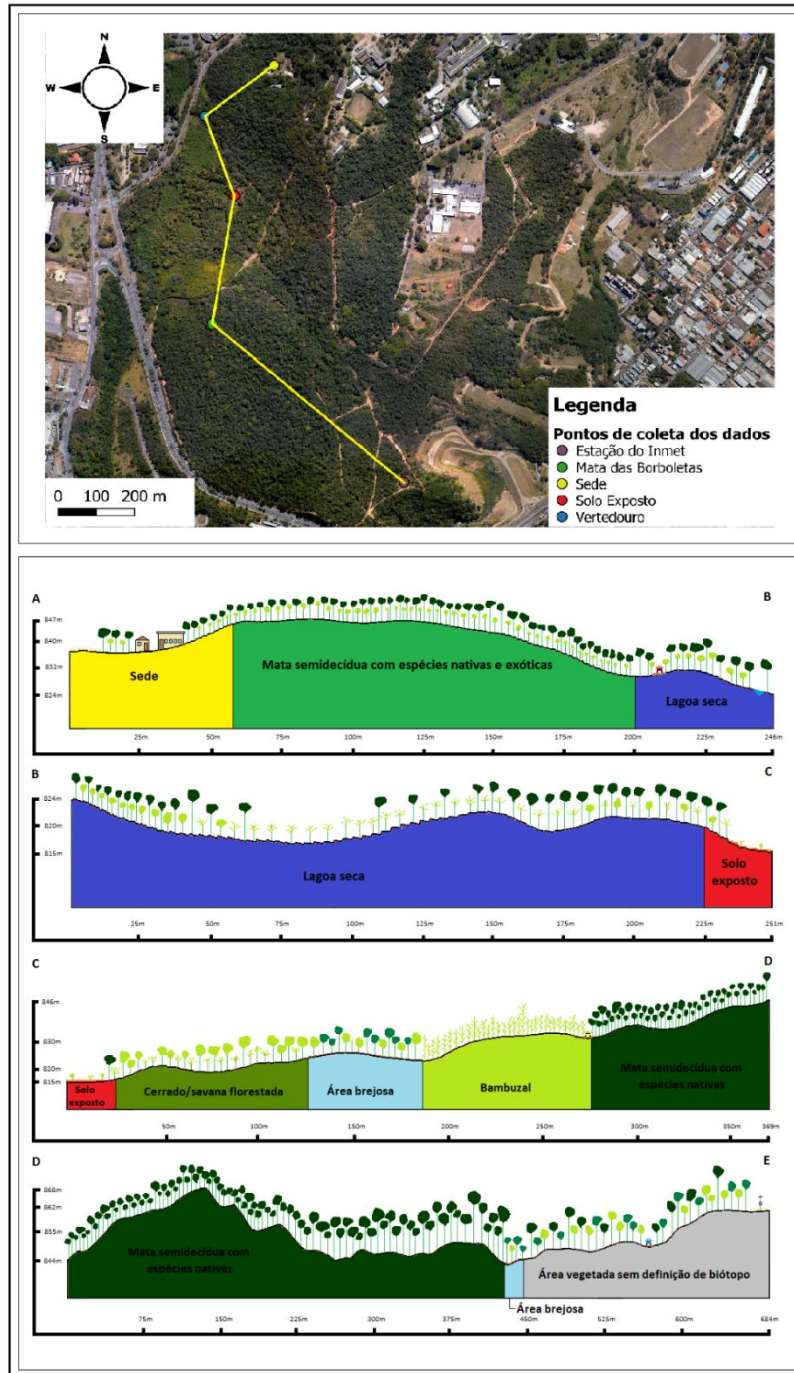 N
W
E
S
0 100 200 m
Legenda
Pontos de coleta dos dados
Estação do Inmet
Mata das Borboletas
Sede
Solo Exposto
Vertedouro
A
B
847m
840m
832m
824m
Sede
Mata semidecídua com espécies nativas e exóticas
Lagoa seca
25m 50m 75m 100m 125m 150m 175m 200m 225m 246m
B
C
824m
820m
815m
Lagoa seca
Solo
exposto
25m 50m 75m 100m 125m 150m 175m 200m 225m 251m
C
D
846m
830m
820m
815m
Solo
exposto
Cerrado/savana florestada
Área brejosa
Bambuzal
Mata semidecídua com
espécies nativas
50m 100m 150m 200m 250m 300m 350m 369m
D
E
868m
862m
855m
844m
Mata semidecídua com
espécies nativas
Área vegetada sem definição de biótopo
Área brejosa
75m 150m 225m 300m 375m 450m 525m 600m 684m